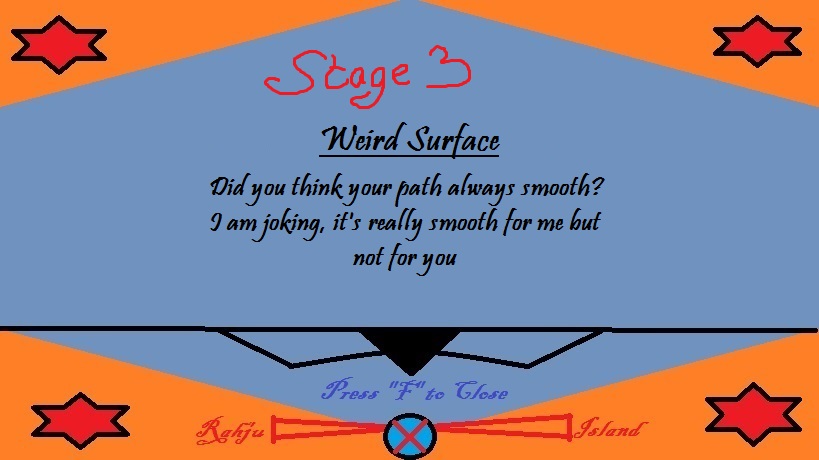 Stage 3
Weird Surface
Did you think your path always smooth?
I am joking, it's really smooth for me but
not for you
Press "F" to Close
Rahju Island